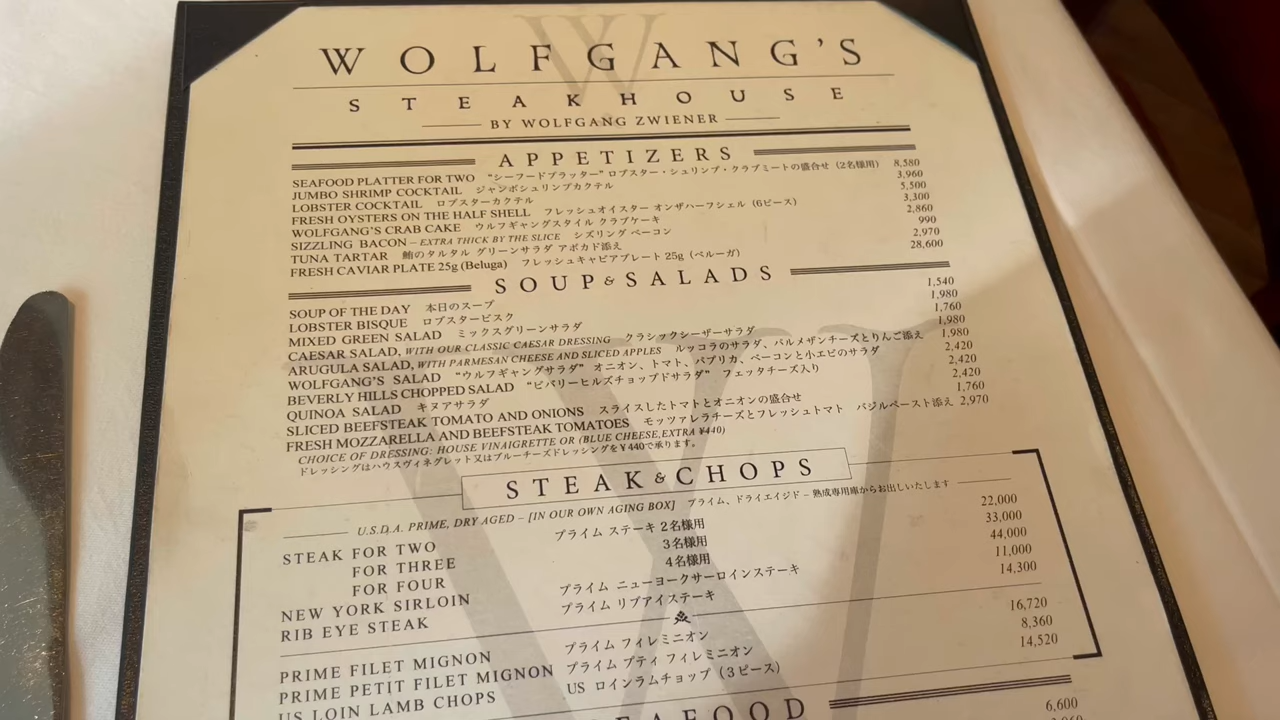 WOLFGANG'S
STEAKHOUSE
BY WOLFGANG ZWIENER
APPETIZERS
SEAFOOD PLATTER FOR TWO "シーフードプラッター" ロブスター・シュリンプ・クラブミートの盛合せ (2名様用) 8,580
JUMBO SHRIMP COCKTAIL ジャンボシュリンプカクテル 3,960
LOBSTER COCKTAIL ロブスターカクテル 5,500
FRESH OYSTERS ON THE HALF SHELL フレッシュオイスター オンザハーフシェル (6ピース) 3,300
WOLFGANG'S CRAB CAKE ウルフギャングスタイル クラブケーキ 2,860
SIZZLING BACON – EXTRA THICK BY THE SLICE シズリング ベーコン 990
TUNA TARTAR 鮪のタルタル グリーンサラダ アボカド添え 2,970
FRESH CAVIAR PLATE 25g (Beluga) フレッシュキャビアプレート 25g (ベルーガ) 28,600
SOUP & SALADS
SOUP OF THE DAY 本日のスープ 1,540
LOBSTER BISQUE ロブスタービスク 1,980
MIXED GREEN SALAD ミックスグリーンサラダ 1,760
CAESAR SALAD, WITH OUR CLASSIC CAESAR DRESSING クラシックシーザーサラダ 1,980
ARUGULA SALAD, WITH PARMESAN CHEESE AND SLICED APPLES ルッコラのサラダ、パルメザンチーズとりんご添え 1,980
WOLFGANG'S SALAD "ウルフギャングサラダ" オニオン、トマト、パプリカ、ベーコンと小エビのサラダ 2,420
BEVERLY HILLS CHOPPED SALAD "ビバリーヒルズチョップドサラダ" フェッタチーズ入り 2,420
QUINOA SALAD キヌアサラダ 2,420
SLICED BEEFSTEAK TOMATO AND ONIONS スライスしたトマトとオニオンの盛合せ 1,760
FRESH MOZZARELLA AND BEEFSTEAK TOMATOES モッツァレラチーズとフレッシュトマト バジルペースト添え 2,970
CHOICE OF DRESSING: HOUSE VINAIGRETTE OR (BLUE CHEESE,EXTRA ¥440)
ドレッシングはハウスヴィネグレット又はブルーチーズドレッシングを¥440で承ります。
STEAK & CHOPS
U.S.D.A. PRIME, DRY AGED – [IN OUR OWN AGING BOX] プライム、ドライエイジド – 熟成専用庫からお出しいたします
STEAK FOR TWO プライム ステーキ 2名様用 22,000
FOR THREE 3名様用 33,000
FOR FOUR 4名様用 44,000
NEW YORK SIRLOIN プライム ニューヨークサーロインステーキ 11,000
RIB EYE STEAK プライム リブアイステーキ 14,300
PRIME FILET MIGNON プライム フィレミニオン 16,720
PRIME PETIT FILET MIGNON プライム プティ フィレミニオン 8,360
US LOIN LAMB CHOPS US ロインラムチョップ (3ピース) 14,520
SEAFOOD
6,600